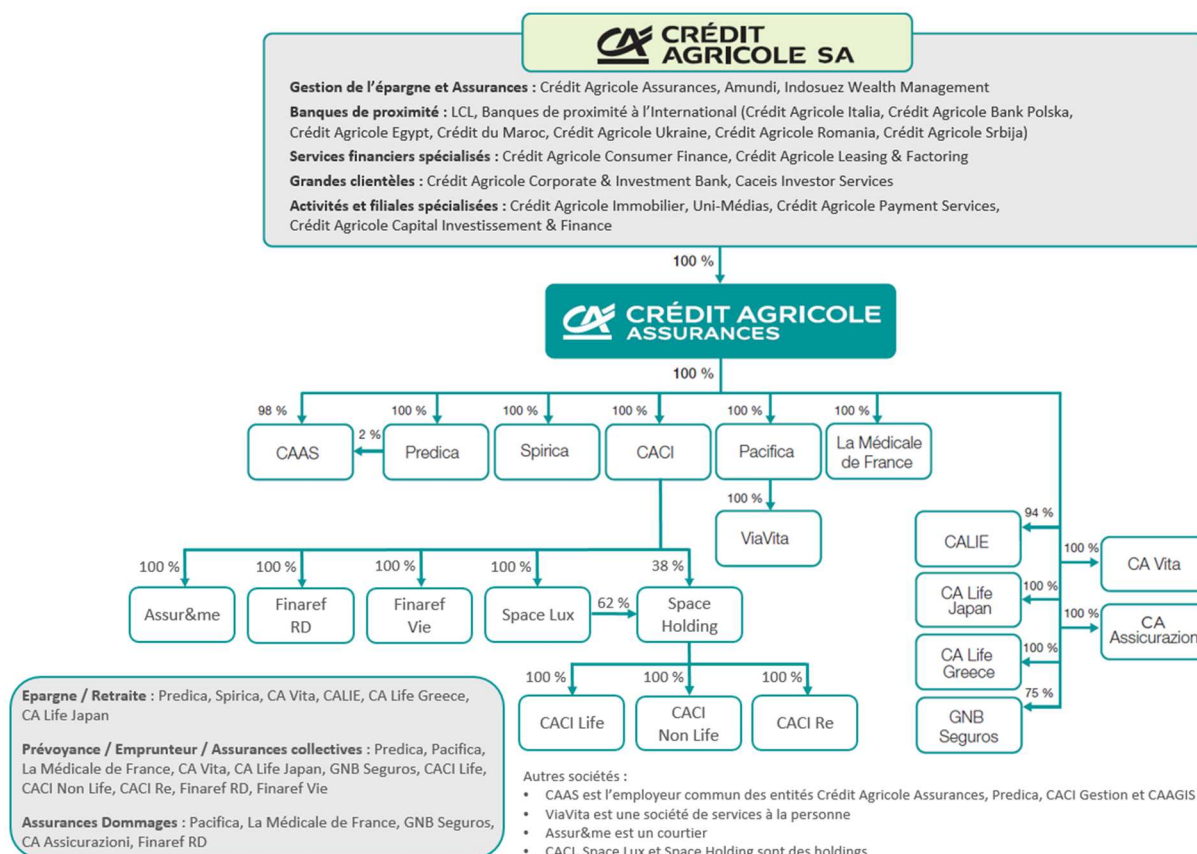 CRÉDIT
AGRICOLE SA
Gestion de l'épargne et Assurances : Crédit Agricole Assurances, Amundi, Indosuez Wealth Management
Banques de proximité : LCL, Banques de proximité à l'International (Crédit Agricole Italia, Crédit Agricole Bank Polska,
Crédit Agricole Egypt, Crédit du Maroc, Crédit Agricole Ukraine, Crédit Agricole Romania, Crédit Agricole Srbija)
Services financiers spécialisés : Crédit Agricole Consumer Finance, Crédit Agricole Leasing & Factoring
Grandes clientèles : Crédit Agricole Corporate & Investment Bank, Caceis Investor Services
Activités et filiales spécialisées : Crédit Agricole Immobilier, Uni-Médias, Crédit Agricole Payment Services,
Crédit Agricole Capital Investissement & Finance
100 %
CRÉDIT AGRICOLE
ASSURANCES
100 %
98 %
100 %
100 %
100 %
100 %
100 %
2 %
CAAS
Predica
Spirica
CACI
Pacifica
La Médicale
de France
100 %
ViaVita
94 %
CALIE
100 %
CA Vita
100 %
CA Life
Japan
100 %
CA
Assicurazioni
100 %
CA Life
Greece
75 %
GNB
Seguros
100 %
100 %
100 %
100 %
38 %
Assur&me
Finaref
RD
Finaref
Vie
Space Lux
62 %
Space
Holding
100 %
100 %
100 %
CACI Life
CACI
Non Life
CACI Re
Epargne / Retraite : Predica, Spirica, CA Vita, CALIE, CA Life Greece,
CA Life Japan
Prévoyance / Emprunteur / Assurances collectives : Predica, Pacifica,
La Médicale de France, CA Vita, CA Life Japan, GNB Seguros, CACI Life,
CACI Non Life, CACI Re, Finaref RD, Finaref Vie
Assurances Dommages : Pacifica, La Médicale de France, GNB Seguros,
CA Assicurazioni, Finaref RD
Autres sociétés :
• CAAS est l'employeur commun des entités Crédit Agricole Assurances, Predica, CACI Gestion et CAAGIS
• ViaVita est une société de services à la personne
• Assur&me est un courtier
• CACI, Space Lux et Space Holding sont des holdings